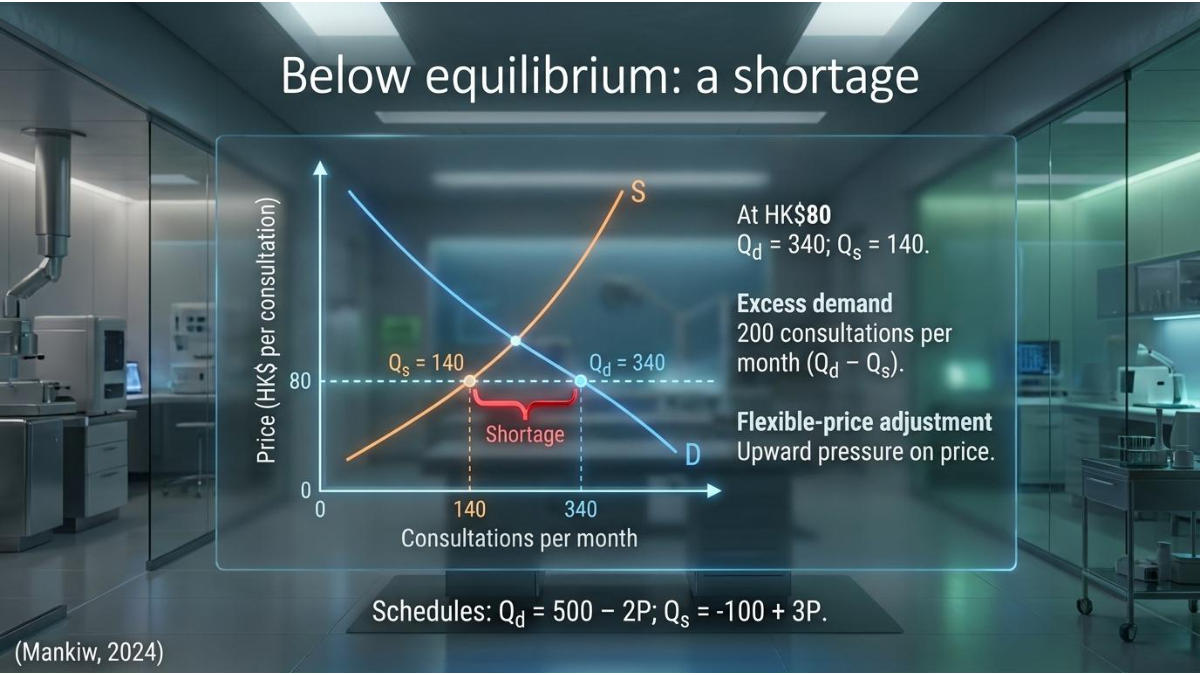 Below equilibrium: a shortage
Price (HK$ per consultation)
S
Qs = 140
Qd = 340
80
Shortage
D
0
0
140
340
Consultations per month
At HK$80
Qd = 340; Qs = 140.
Excess demand
200 consultations per
month (Qd – Qs).
Flexible-price adjustment
Upward pressure on price.
Schedules: Qd = 500 – 2P; Qs = -100 + 3P.
(Mankiw, 2024)